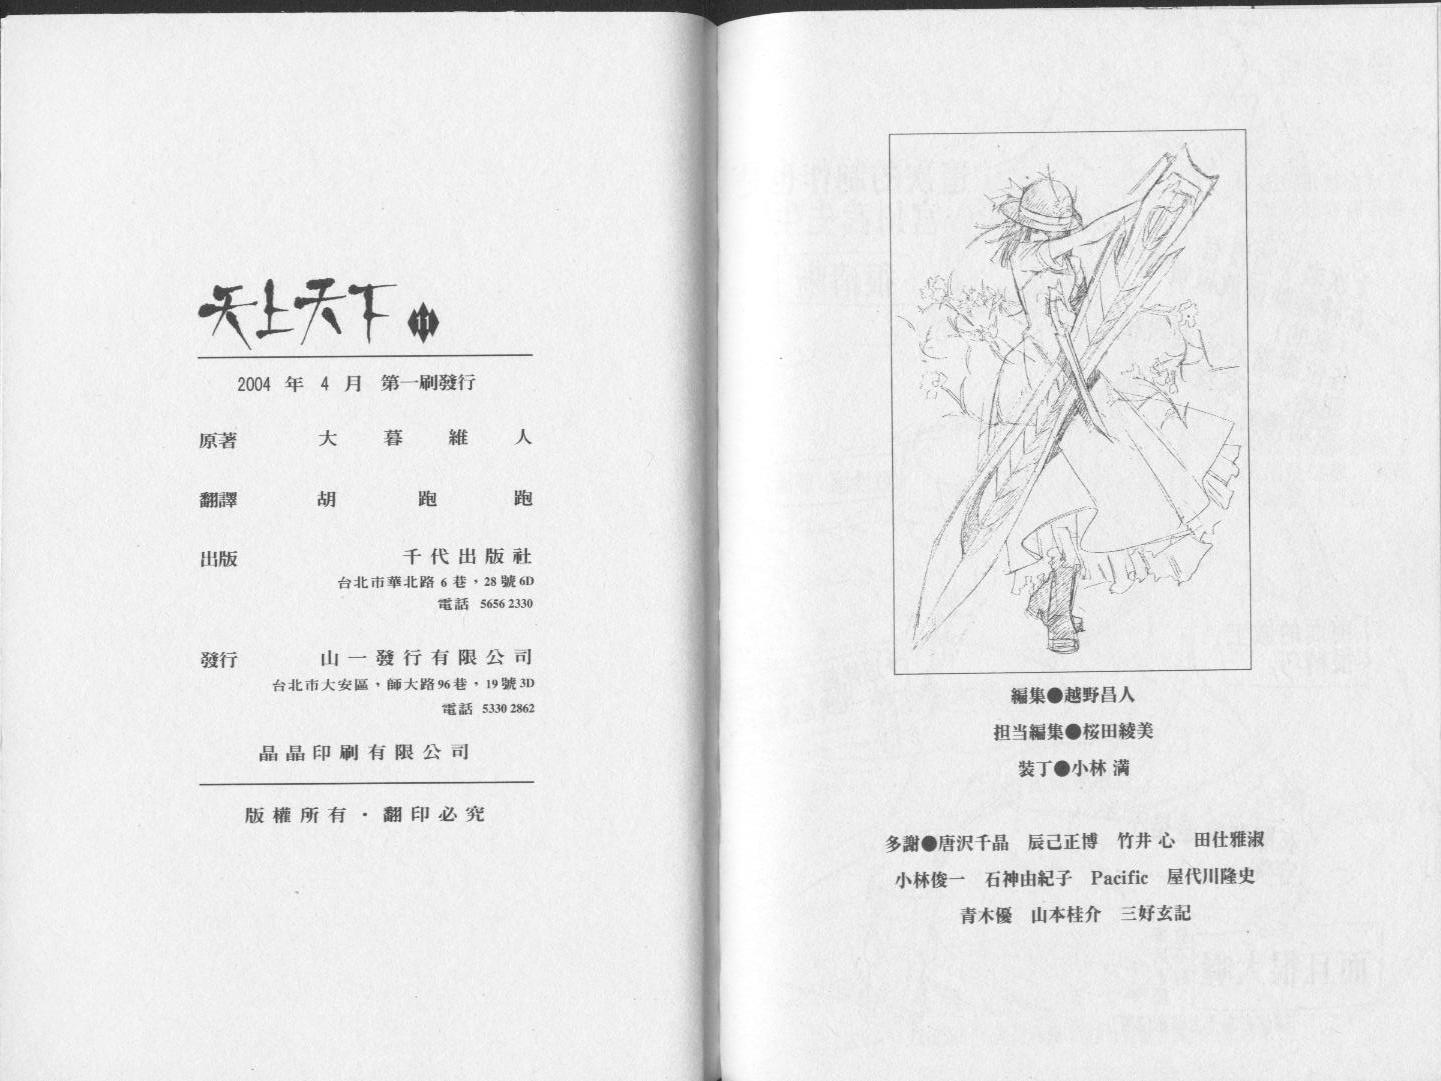 天上天下 11
2004 年 4 月 第一刷發行
原著 大暮維人
翻譯 胡跑跑
出版 千代出版社
台北市華北路 6 巷，28 號 6D
電話 5656 2330
發行 山一發行有限公司
台北市大安區，師大路 96 巷，19 號 3D
電話 5330 2862
晶晶印刷有限公司
版權所有・翻印必究
編集●越野昌人
担当編集●桜田綾美
装丁●小林 満
多謝●唐沢千晶 辰己正博 竹井 心 田仕雅淑
小林俊一 石神由紀子 Pacific 屋代川隆史
青木優 山本桂介 三好玄記